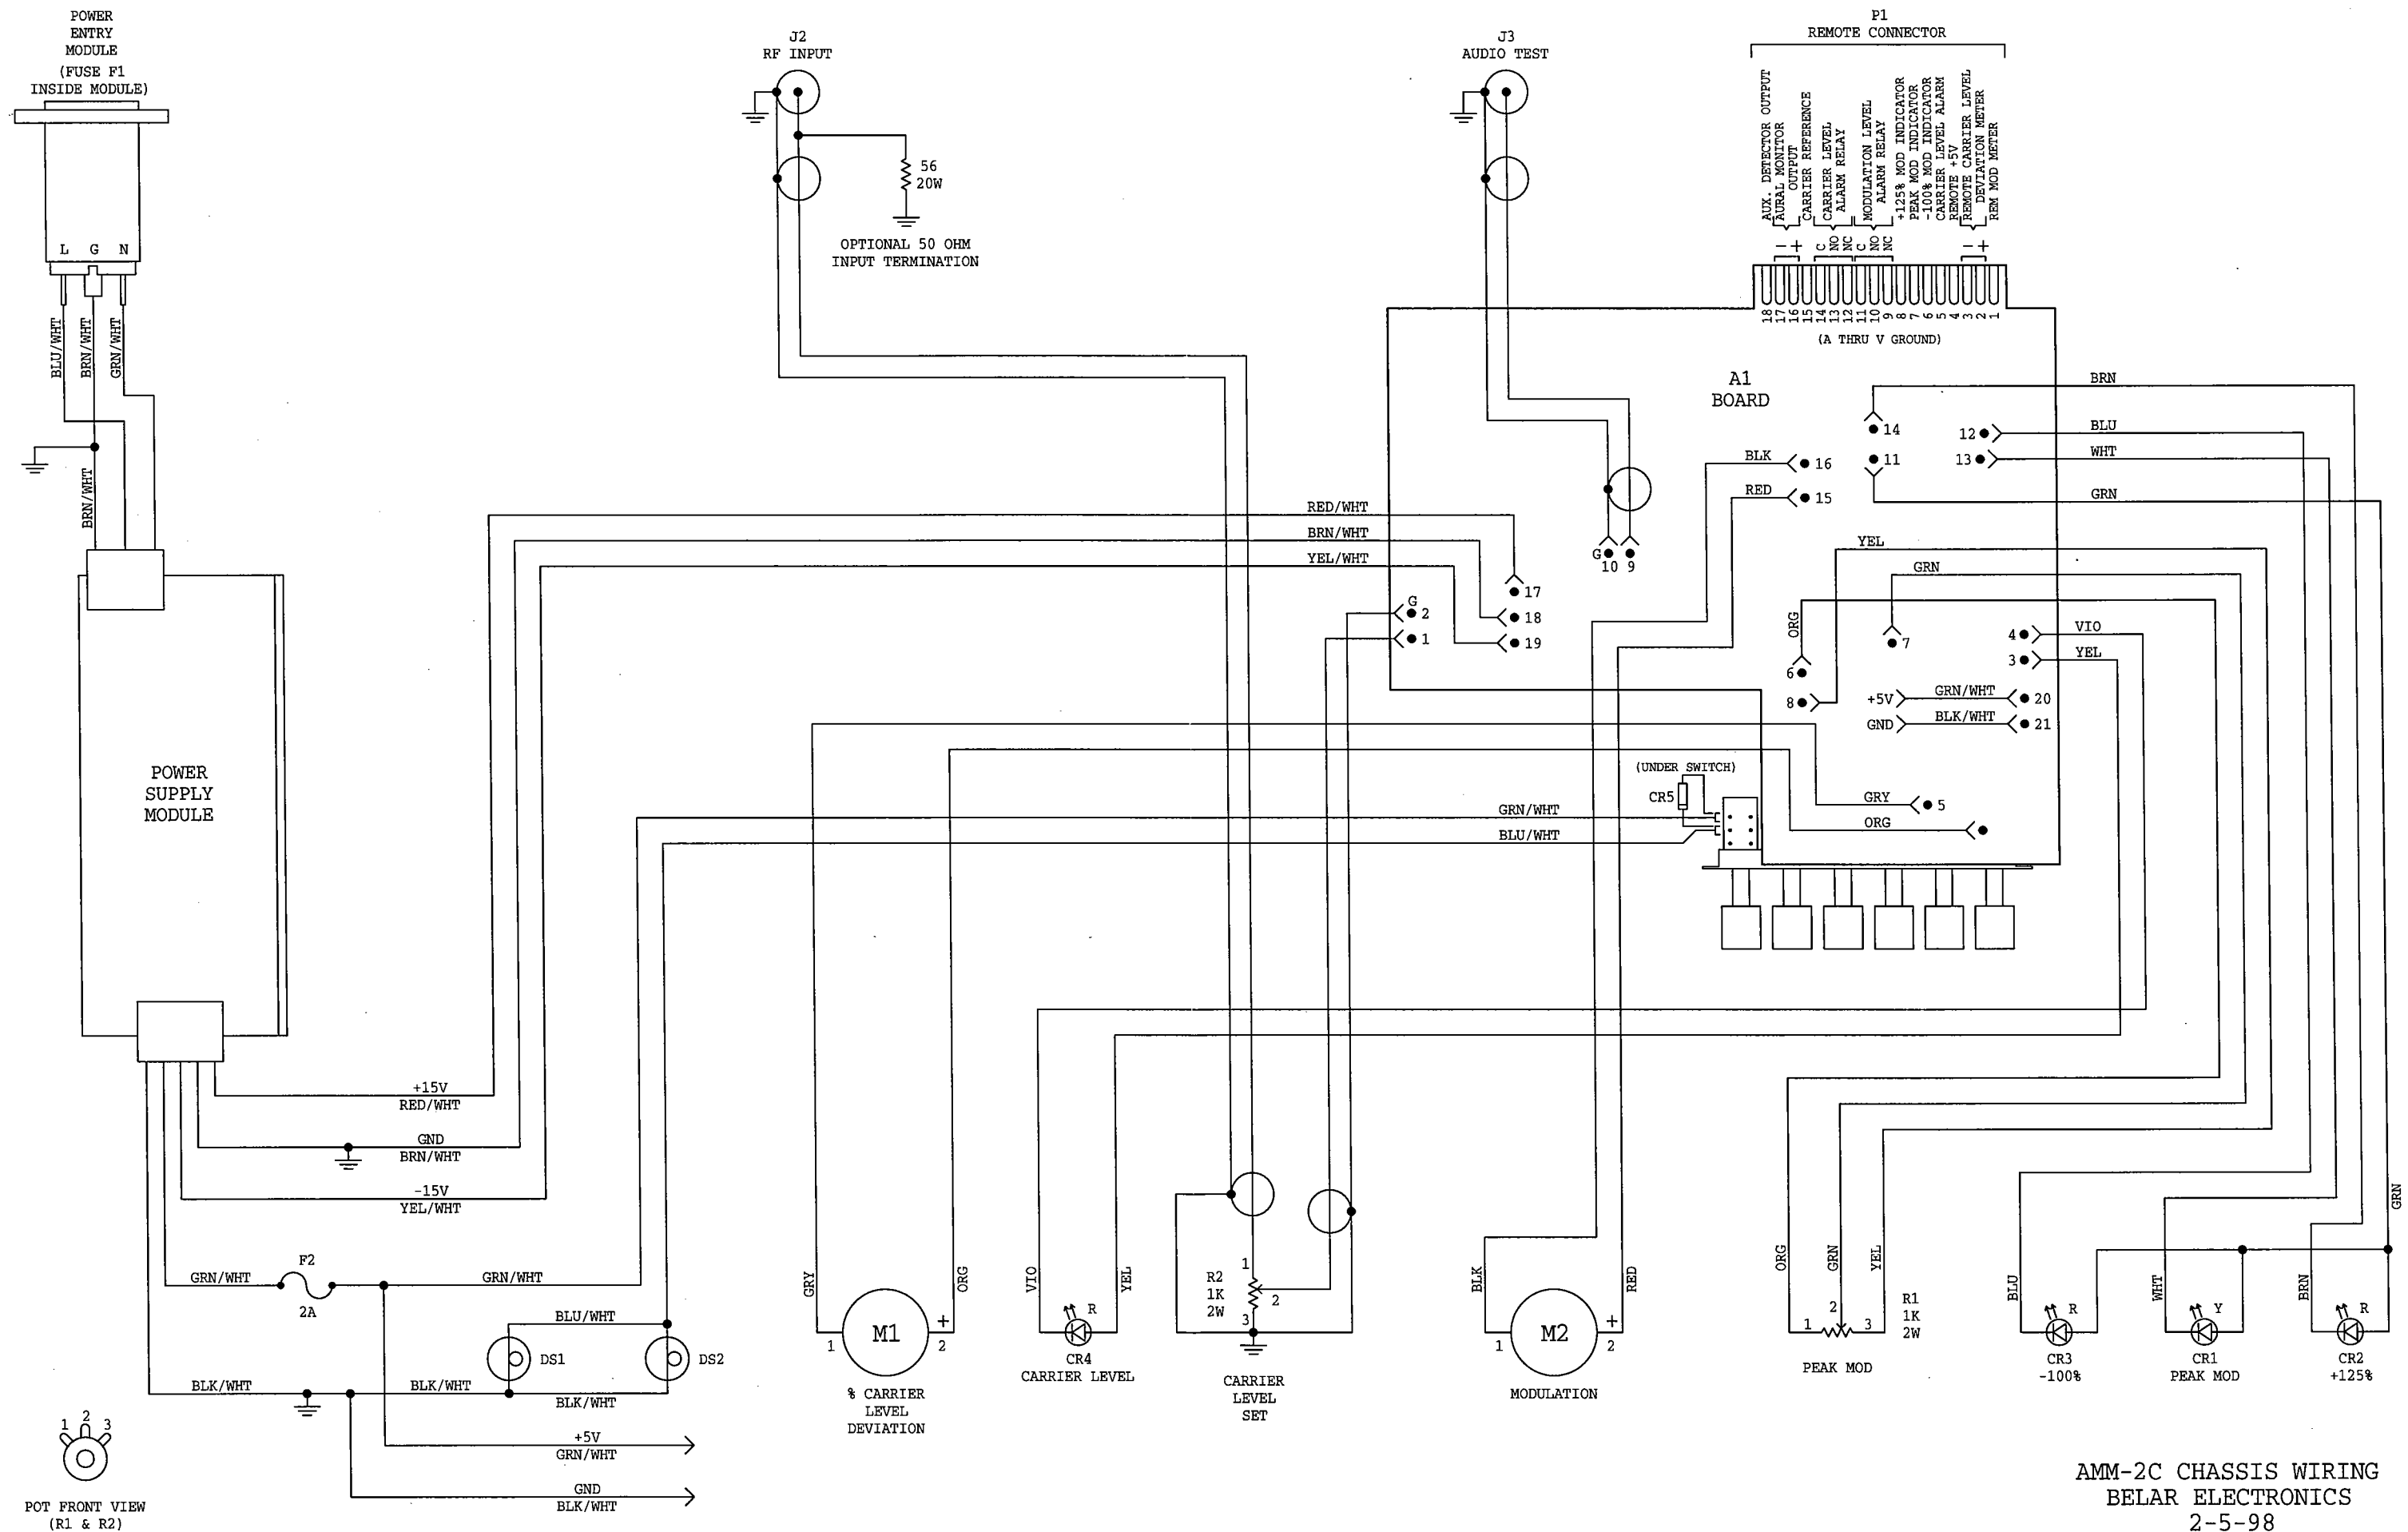 POWER
ENTRY
MODULE
(FUSE F1
INSIDE MODULE)
L G N
BLU/WHT
BRN/WHT
GRN/WHT
BRN/WHT
POWER
SUPPLY
MODULE
J2
RF INPUT
56
20W
OPTIONAL 50 OHM
INPUT TERMINATION
J3
AUDIO TEST
P1
REMOTE CONNECTOR
AUX. DETECTOR OUTPUT
AURAL MONITOR
OUTPUT
CARRIER REFERENCE
CARRIER LEVEL
ALARM RELAY
MODULATION LEVEL
ALARM RELAY
+125% MOD INDICATOR
PEAK MOD INDICATOR
-100% MOD INDICATOR
CARRIER LEVEL ALARM
REMOTE +5V
REMOTE CARRIER LEVEL
DEVIATION METER
REM MOD METER
- + C NO NC C NO NC - +
18 17 16 15 14 13 12 11 10 9 8 7 6 5 4 3 2 1
(A THRU V GROUND)
A1
BOARD
BRN
14
12
BLU
11
13
WHT
GRN
BLK
16
RED
15
G
10 9
RED/WHT
BRN/WHT
YEL/WHT
17
18
19
G
2
1
YEL
GRN
ORG
7
6
8
4
VIO
3
YEL
+5V
GRN/WHT
20
GND
BLK/WHT
21
(UNDER SWITCH)
CR5
GRY
5
ORG
GRN/WHT
BLU/WHT
+15V
RED/WHT
GND
BRN/WHT
-15V
YEL/WHT
F2
GRN/WHT
GRN/WHT
2A
BLU/WHT
DS1
DS2
BLK/WHT
BLK/WHT
BLK/WHT
+5V
GRN/WHT
GND
BLK/WHT
1 2 3
POT FRONT VIEW
(R1 & R2)
GRY
ORG
M1
+
1
2
% CARRIER
LEVEL
DEVIATION
VIO
YEL
R
CR4
CARRIER LEVEL
1
R2
1K
2W
2
3
CARRIER
LEVEL
SET
BLK
RED
M2
+
1
2
MODULATION
ORG
GRN
YEL
1
2
3
R1
1K
2W
PEAK MOD
BLU
R
CR3
-100%
WHT
Y
CR1
PEAK MOD
BRN
R
CR2
+125%
GRN
AMM-2C CHASSIS WIRING
BELAR ELECTRONICS
2-5-98